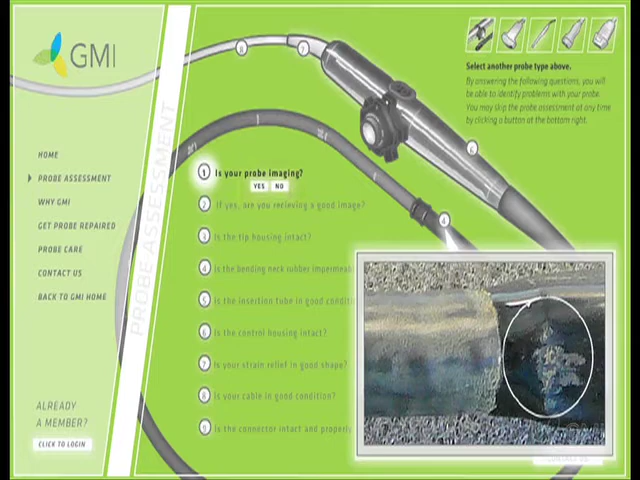 GMI
HOME
PROBE ASSESSMENT
WHY GMI
GET PROBE REPAIRED
PROBE CARE
CONTACT US
BACK TO GMI HOME
ALREADY
A MEMBER?
CLICK TO LOGIN
PROBE ASSESSMENT
8
7
6
4
III
I
1 Is your probe imaging?
YES NO
2 If yes, are you recieving a good image?
3 Is the tip housing intact?
4 Is the bending neck rubber impermeab
5 Is the insertion tube in good conditi
6 Is the control housing intact?
7 Is your strain relief in good shape?
8 Is your cable in good condition?
9 Is the connector intact and properly
Select another probe type above.
By answering the following questions, you will
be able to identify problems with your probe.
You may skip the probe assessment at any time
by clicking a button at the bottom right.